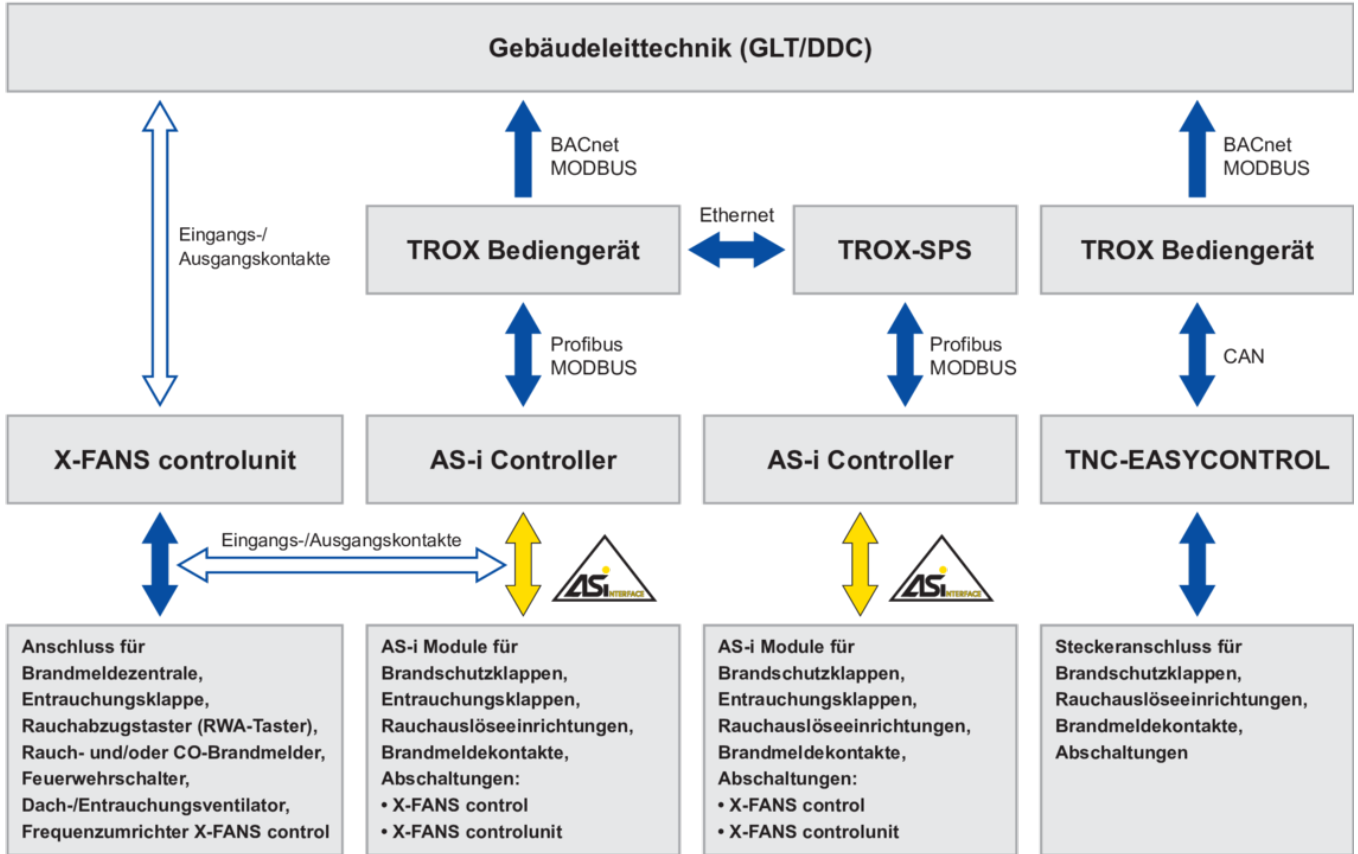 Gebäudeleittechnik (GLT/DDC)
BACnet
MODBUS
BACnet
MODBUS
Eingangs-/
Ausgangskontakte
Ethernet
TROX Bediengerät
TROX-SPS
TROX Bediengerät
Profibus
MODBUS
Profibus
MODBUS
CAN
X-FANS controlunit
AS-i Controller
AS-i Controller
TNC-EASYCONTROL
Eingangs-/Ausgangskontakte
ASi INTERFACE
ASi INTERFACE
Anschluss für
Brandmeldezentrale,
Entrauchungsklappe,
Rauchabzugstaster (RWA-Taster),
Rauch- und/oder CO-Brandmelder,
Feuerwehrschalter,
Dach-/Entrauchungsventilator,
Frequenzumrichter X-FANS control
AS-i Module für
Brandschutzklappen,
Entrauchungsklappen,
Rauchauslöseeinrichtungen,
Brandmeldekontakte,
Abschaltungen:
• X-FANS control
• X-FANS controlunit
AS-i Module für
Brandschutzklappen,
Entrauchungsklappen,
Rauchauslöseeinrichtungen,
Brandmeldekontakte,
Abschaltungen:
• X-FANS control
• X-FANS controlunit
Steckeranschluss für
Brandschutzklappen,
Rauchauslöseeinrichtungen,
Brandmeldekontakte,
Abschaltungen